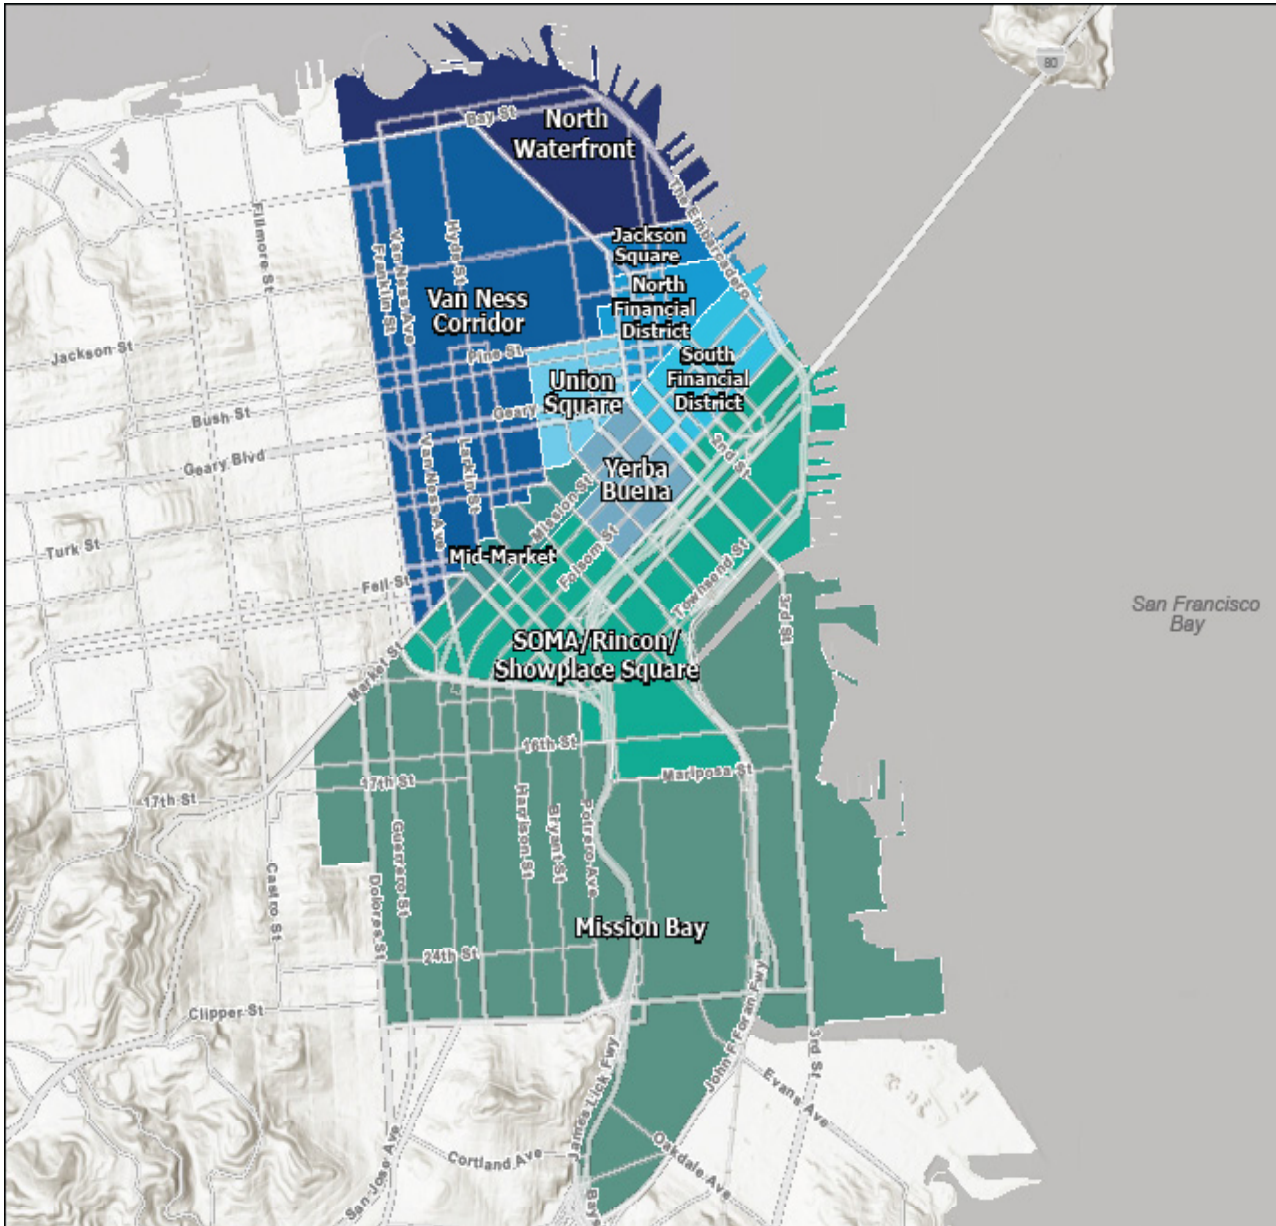 80
Bay St
North
Waterfront
The Embarcadero
Fillmore St
Hyde St
Van Ness Ave
Franklin St
Jackson
Square
North
Financial
District
Van Ness
Corridor
Jackson St
Pine St
South
Financial
District
Union
Square
Geary
Bush St
Geary Blvd
Van Ness Ave
Larkin St
2nd St
Yerba
Buena
Mission St
Turk St
Mid-Market
Folsom St
Townsend St
Fell St
3rd St
San Francisco
Bay
SOMA/Rincon/
Showplace Square
Market St
16th St
Mariposa St
17th St
17th St
Harrison St
Bryant St
Potrero Ave
Guerrero St
Dolores St
Castro St
Mission Bay
24th St
Clipper St
John F Foran Fwy
3rd St
James Lick Fwy
Evans Ave
Oakdale Ave
Cortland Ave
San Jose Ave
Bays